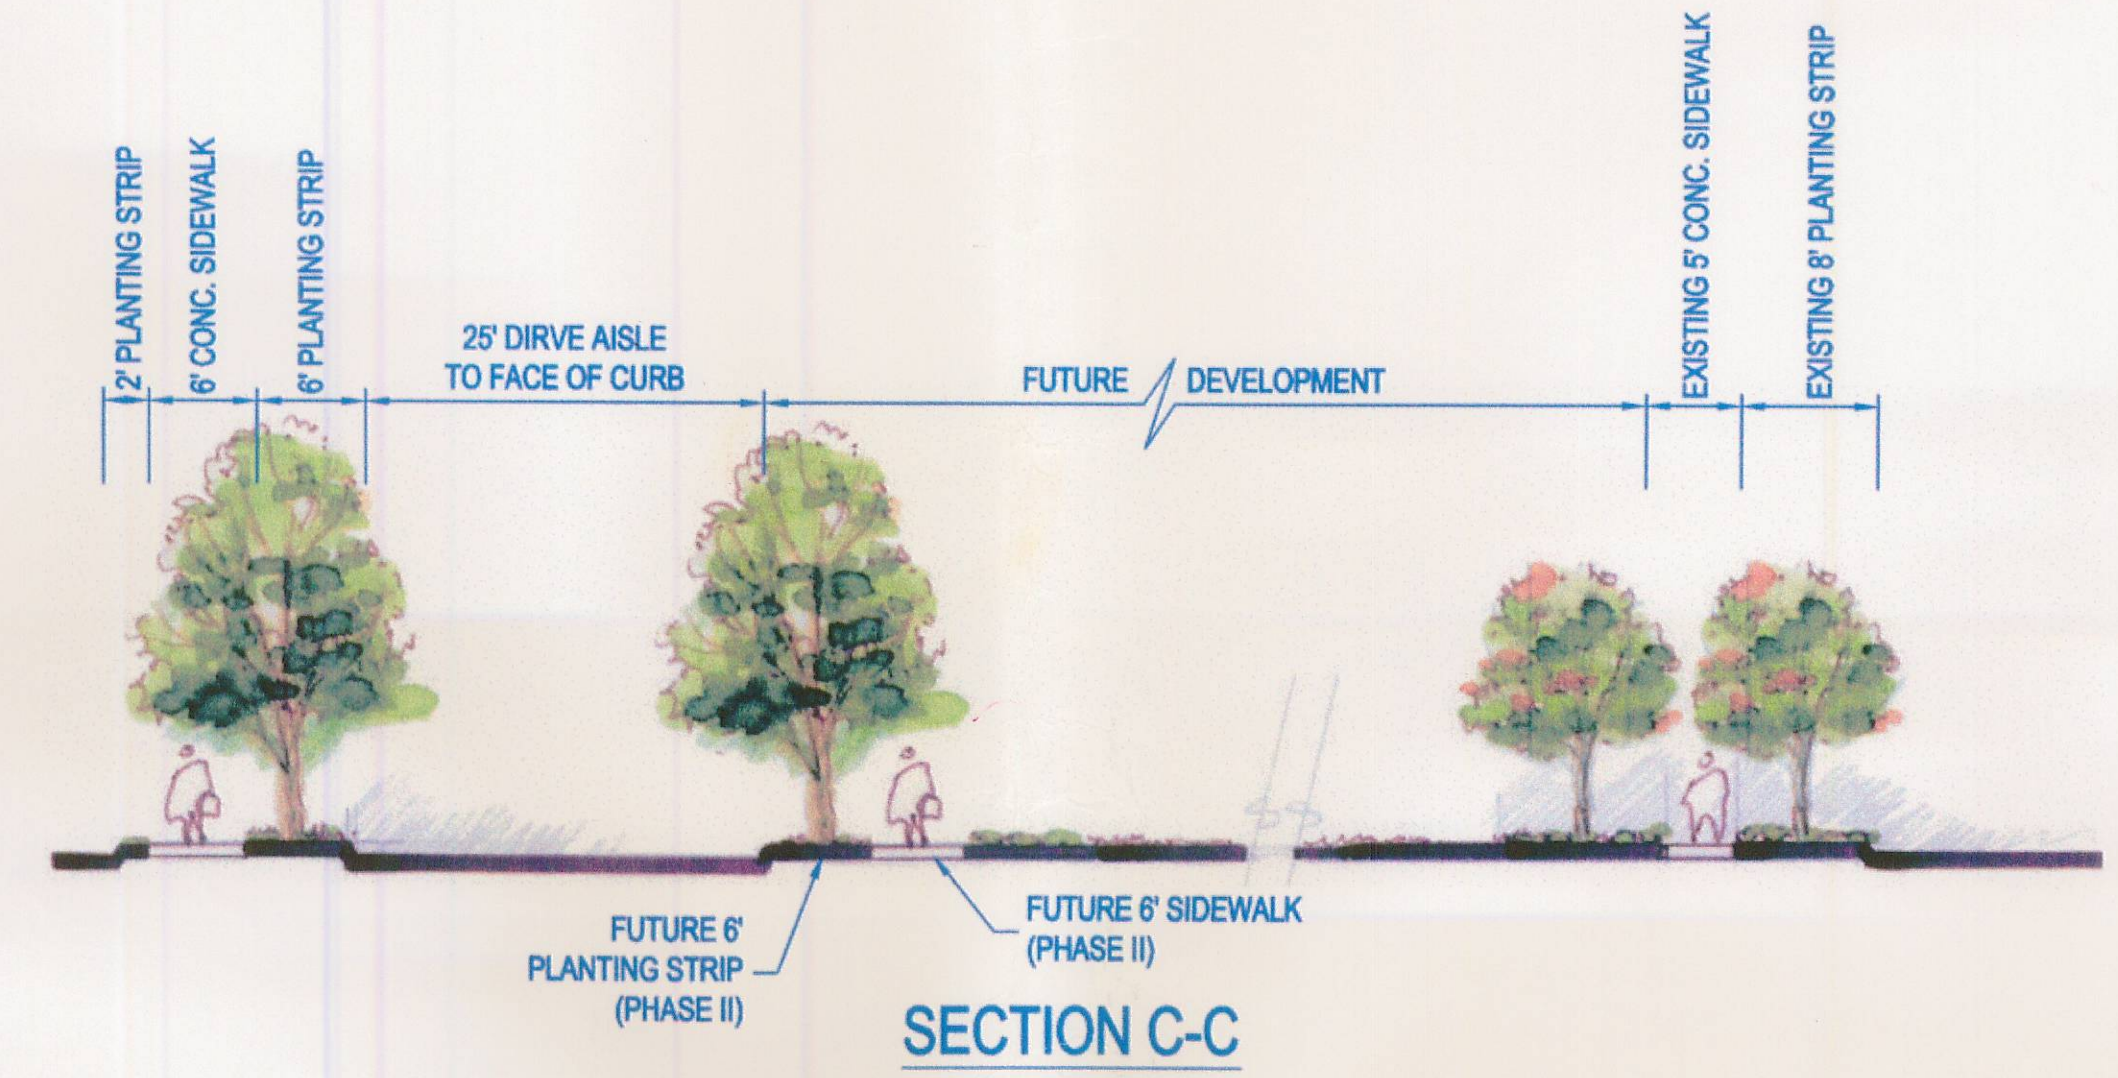 2' PLANTING STRIP
6' CONC. SIDEWALK
6' PLANTING STRIP
25' DIRVE AISLE
TO FACE OF CURB
FUTURE DEVELOPMENT
EXISTING 5' CONC. SIDEWALK
EXISTING 8' PLANTING STRIP
FUTURE 6'
PLANTING STRIP
(PHASE II)
FUTURE 6' SIDEWALK
(PHASE II)
SECTION C-C